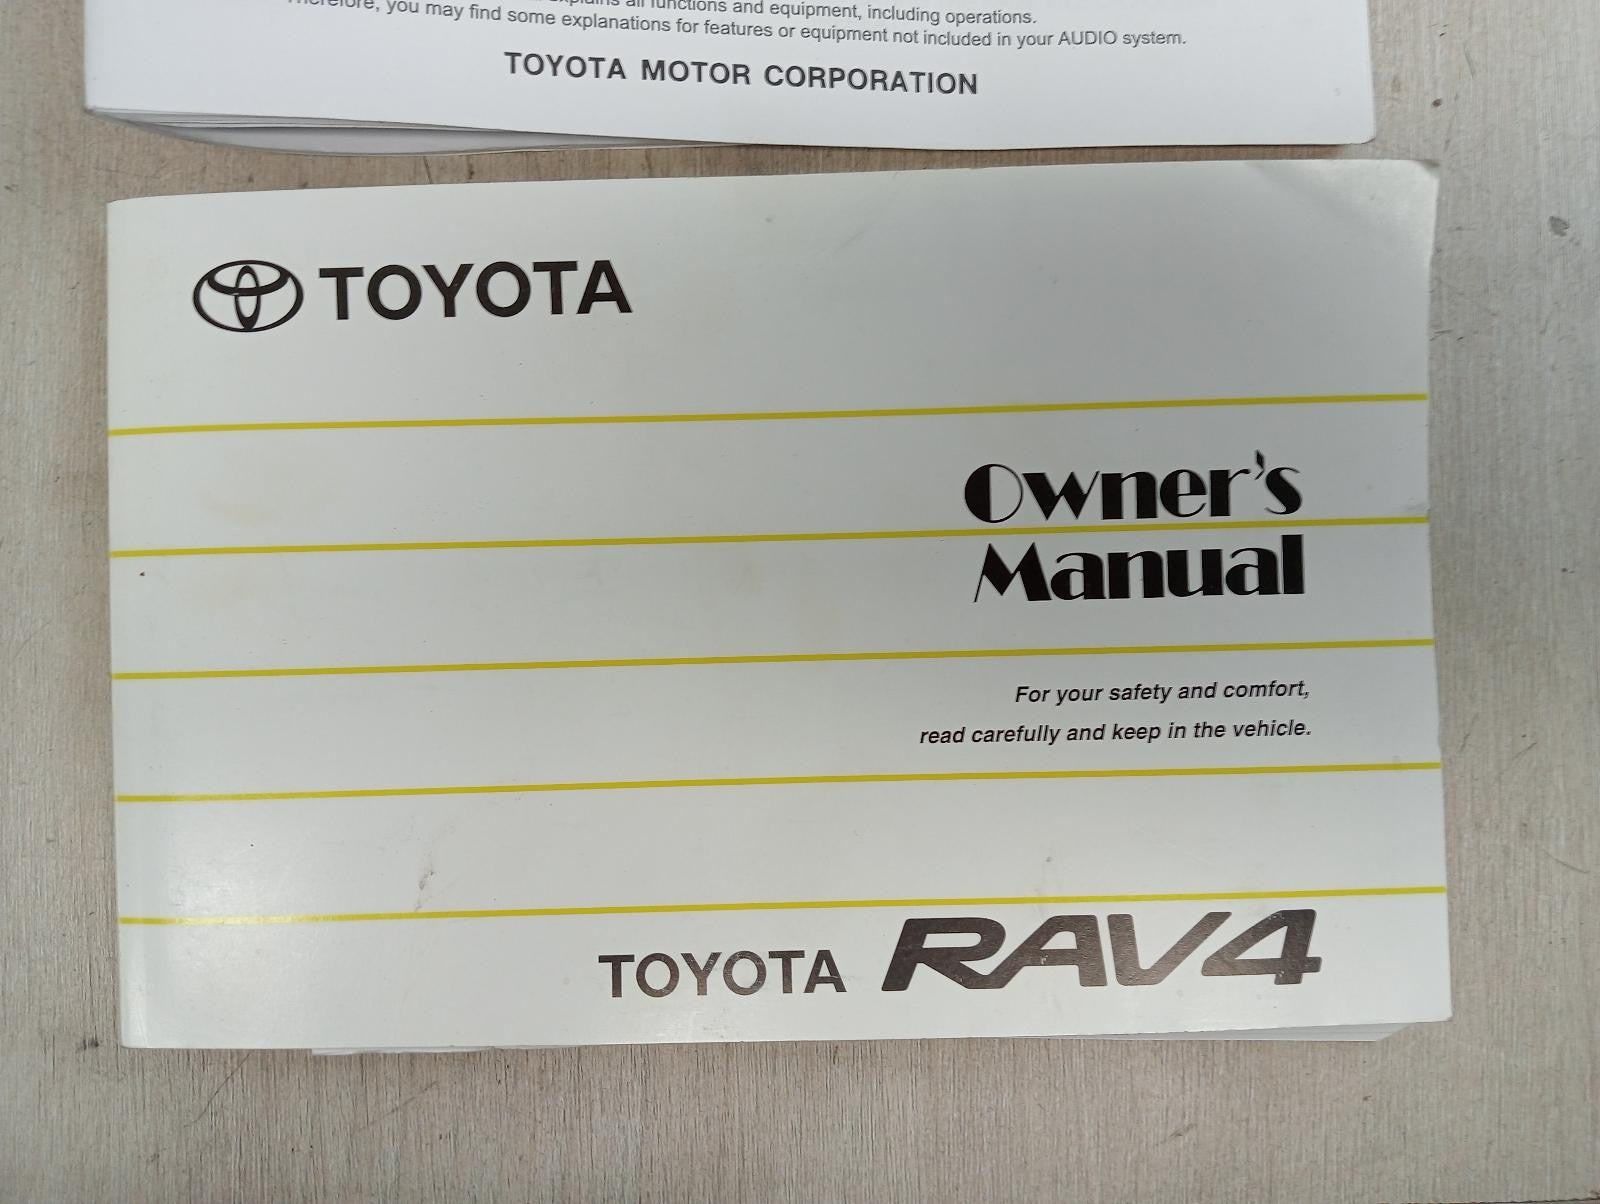 explains all functions and equipment, including operations.
Therefore, you may find some explanations for features or equipment not included in your AUDIO system.
TOYOTA MOTOR CORPORATION
TOYOTA
Owner's
Manual
For your safety and comfort,
read carefully and keep in the vehicle.
TOYOTA RAV4